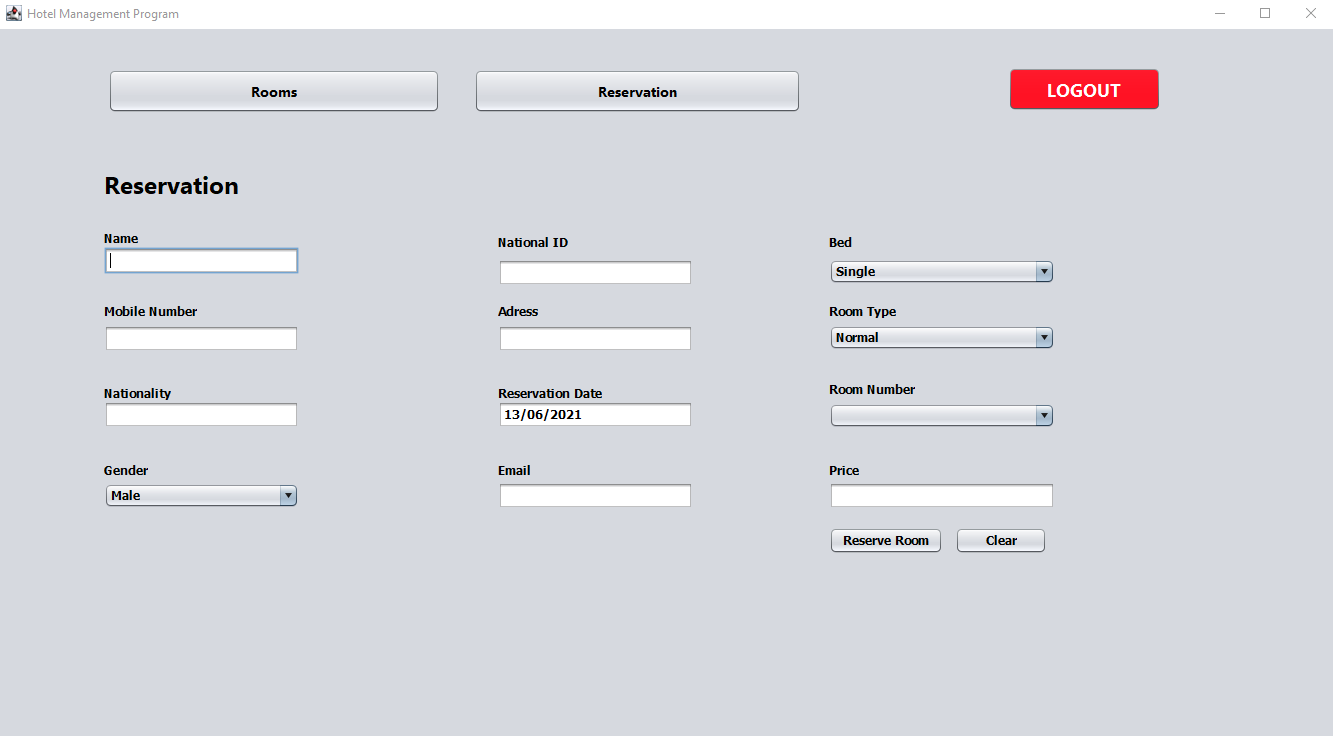 Hotel Management Program
Rooms
Reservation
LOGOUT
Reservation
Name
National ID
Bed
Single
Mobile Number
Adress
Room Type
Normal
Nationality
Reservation Date
13/06/2021
Room Number
Gender
Male
Email
Price
Reserve Room
Clear